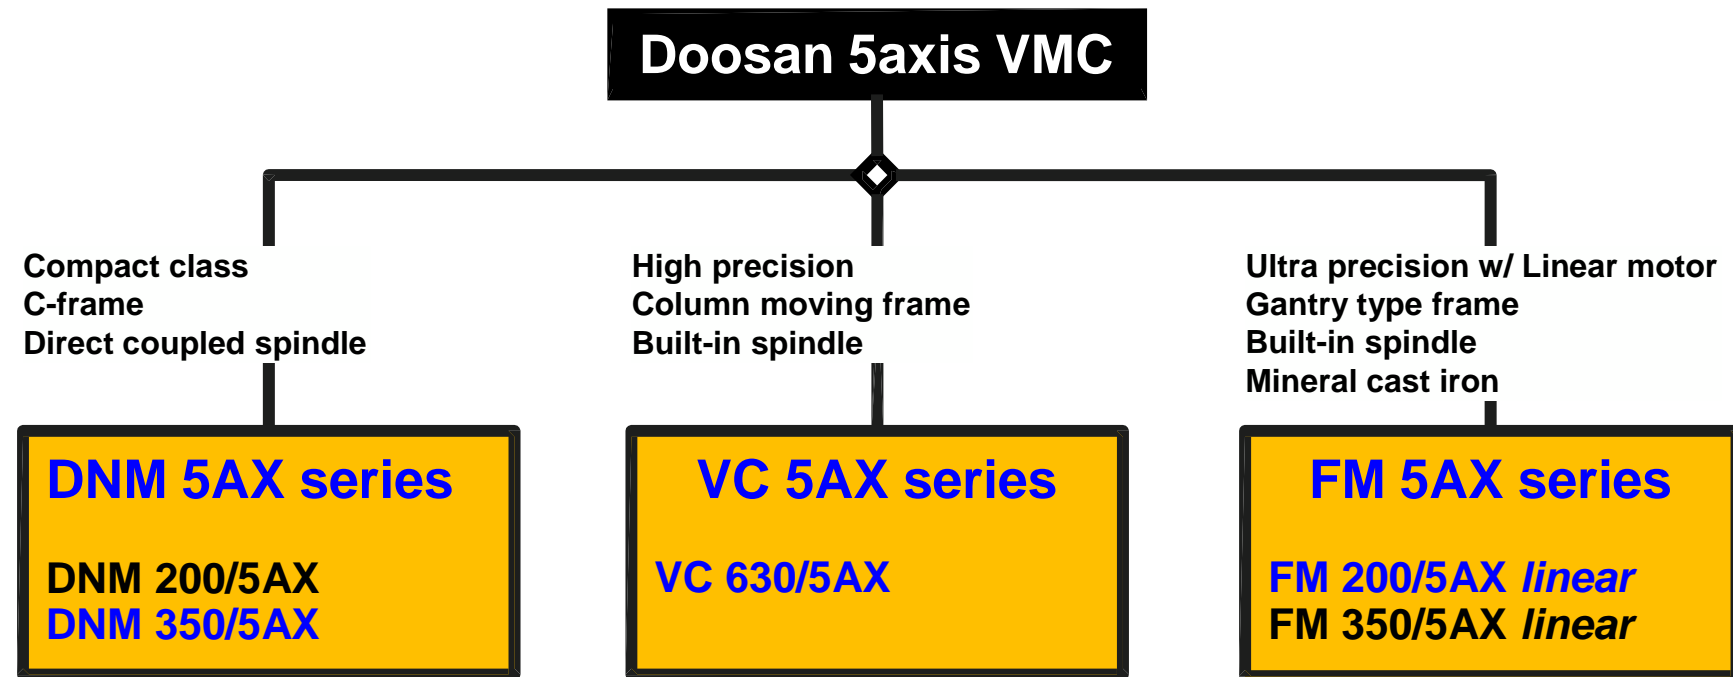 Doosan 5axis VMC
Compact class
C-frame
Direct coupled spindle
High precision
Column moving frame
Built-in spindle
Ultra precision w/ Linear motor
Gantry type frame
Built-in spindle
Mineral cast iron
DNM 5AX series
DNM 200/5AX
DNM 350/5AX
VC 5AX series
VC 630/5AX
FM 5AX series
FM 200/5AX linear
FM 350/5AX linear